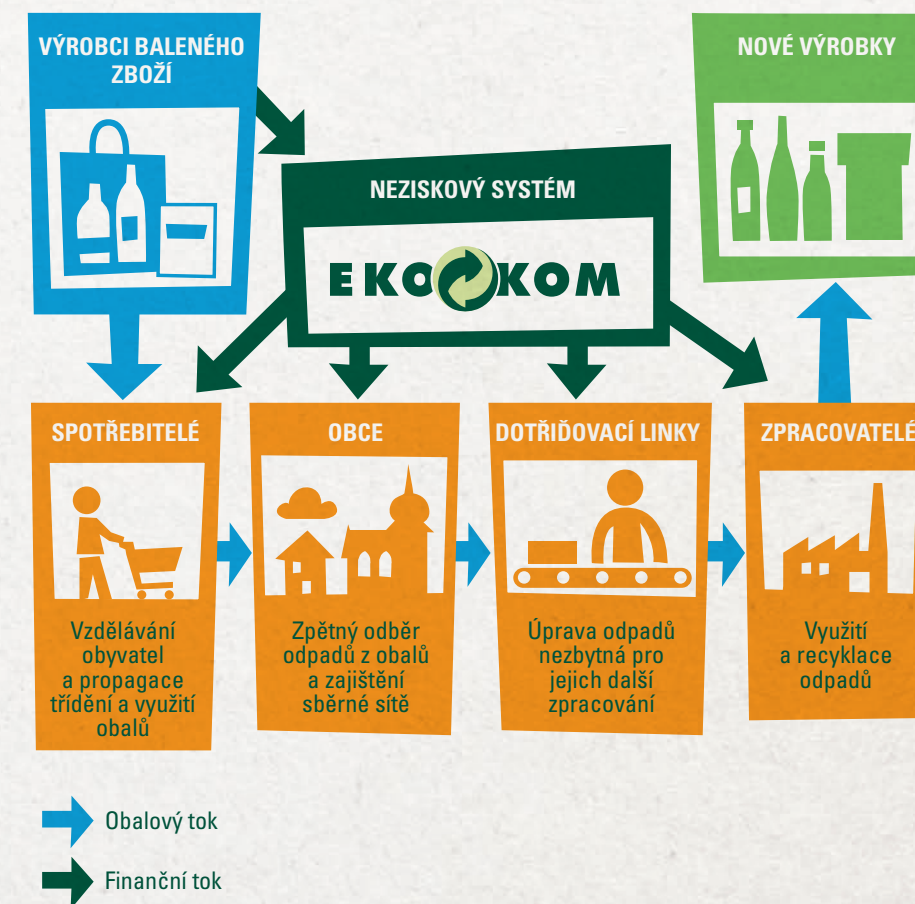 VÝROBCI BALENÉHO
ZBOŽÍ
NOVÉ VÝROBKY
NEZISKOVÝ SYSTÉM
EKO KOM
SPOTŘEBITELÉ
Vzdělávání
obyvatel
a propagace
třídění a využití
obalů
OBCE
Zpětný odběr
odpadů z obalů
a zajištění
sběrné sítě
DOTŘIĎOVACÍ LINKY
Úprava odpadů
nezbytná pro
jejich další
zpracování
ZPRACOVATELÉ
Využití
a recyklace
odpadů
Obalový tok
Finanční tok